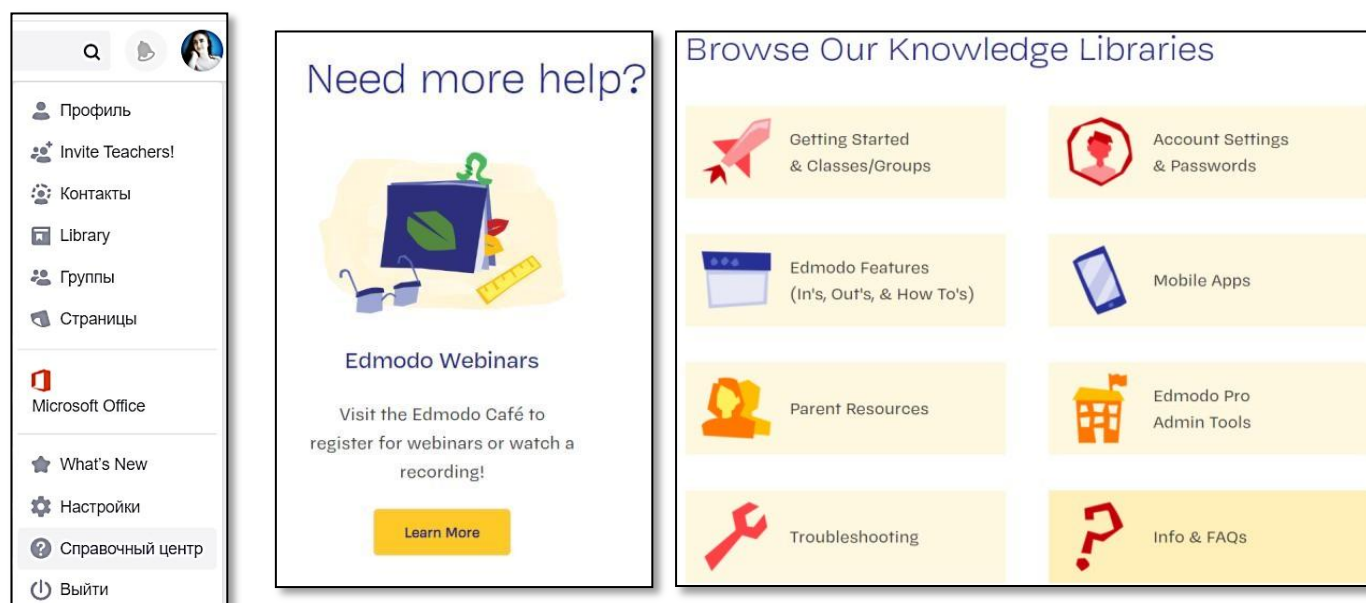 Профиль
Invite Teachers!
Контакты
Library
Группы
Страницы
Microsoft Office
What's New
Настройки
Справочный центр
Выйти
Need more help?
Edmodo Webinars
Visit the Edmodo Café to
register for webinars or watch a
recording!
Learn More
Browse Our Knowledge Libraries
Getting Started
& Classes/Groups
Account Settings
& Passwords
Edmodo Features
(In's, Out's, & How To's)
Mobile Apps
Parent Resources
Edmodo Pro
Admin Tools
Troubleshooting
Info & FAQs